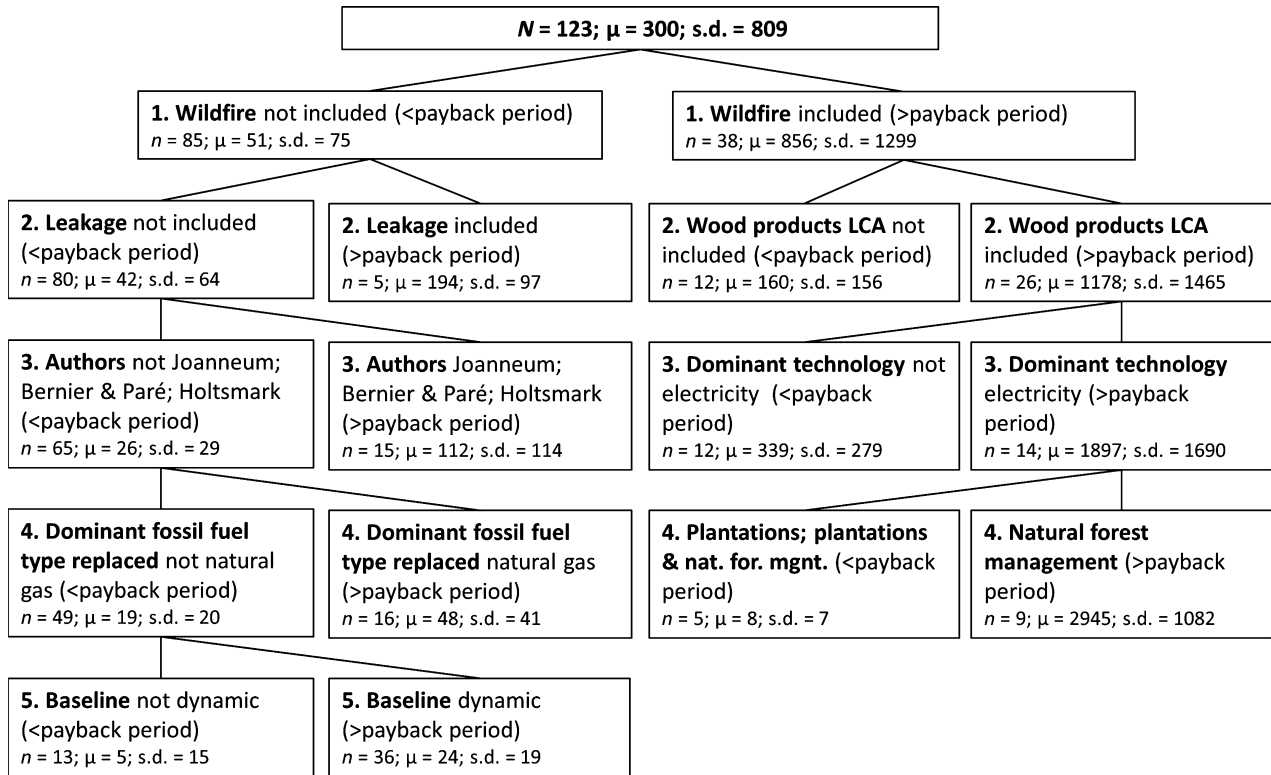 N = 123; µ = 300; s.d. = 809
1. Wildfire not included (<payback period)
n = 85; µ = 51; s.d. = 75
1. Wildfire included (>payback period)
n = 38; µ = 856; s.d. = 1299
2. Leakage not included
(<payback period)
n = 80; µ = 42; s.d. = 64
2. Leakage included
(>payback period)
n = 5; µ = 194; s.d. = 97
2. Wood products LCA not
included (<payback period)
n = 12; µ = 160; s.d. = 156
2. Wood products LCA
included (>payback period)
n = 26; µ = 1178; s.d. = 1465
3. Authors not Joanneum;
Bernier & Paré; Holtsmark
(<payback period)
n = 65; µ = 26; s.d. = 29
3. Authors Joanneum;
Bernier & Paré; Holtsmark
(>payback period)
n = 15; µ = 112; s.d. = 114
3. Dominant technology not
electricity (<payback
period)
n = 12; µ = 339; s.d. = 279
3. Dominant technology
electricity (>payback
period)
n = 14; µ = 1897; s.d. = 1690
4. Dominant fossil fuel
type replaced not natural
gas (<payback period)
n = 49; µ = 19; s.d. = 20
4. Dominant fossil fuel
type replaced natural gas
(>payback period)
n = 16; µ = 48; s.d. = 41
4. Plantations; plantations
& nat. for. mgnt. (<payback
period)
n = 5; µ = 8; s.d. = 7
4. Natural forest
management (>payback
period)
n = 9; µ = 2945; s.d. = 1082
5. Baseline not dynamic
(<payback period)
n = 13; µ = 5; s.d. = 15
5. Baseline dynamic
(>payback period)
n = 36; µ = 24; s.d. = 19